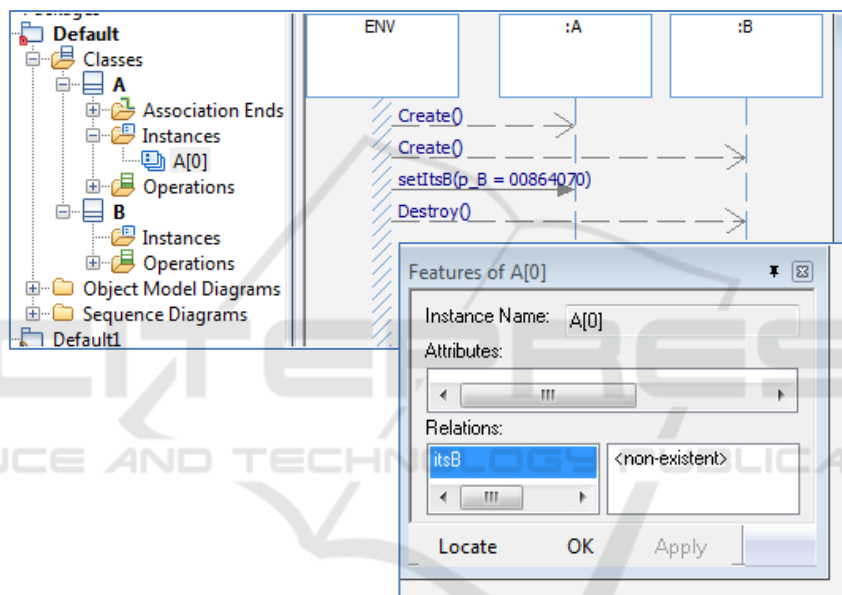 Default
Classes
A
Association Ends
Instances
A[0]
Operations
B
Instances
Operations
Object Model Diagrams
Sequence Diagrams
Default1
ENV
:A
:B
Create()
Create()
setItsB(p_B = 00864070)
Destroy()
Features of A[0]
Instance Name: A[0]
Attributes:
Relations:
itsB
<non-existent>
Locate OK Apply